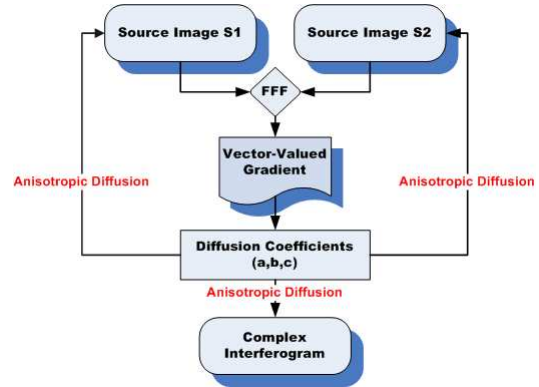 Source Image S1
Source Image S2
FFF
Vector-Valued
Gradient
Anisotropic Diffusion
Anisotropic Diffusion
Diffusion Coefficients
(a,b,c)
Anisotropic Diffusion
Complex
Interferogram